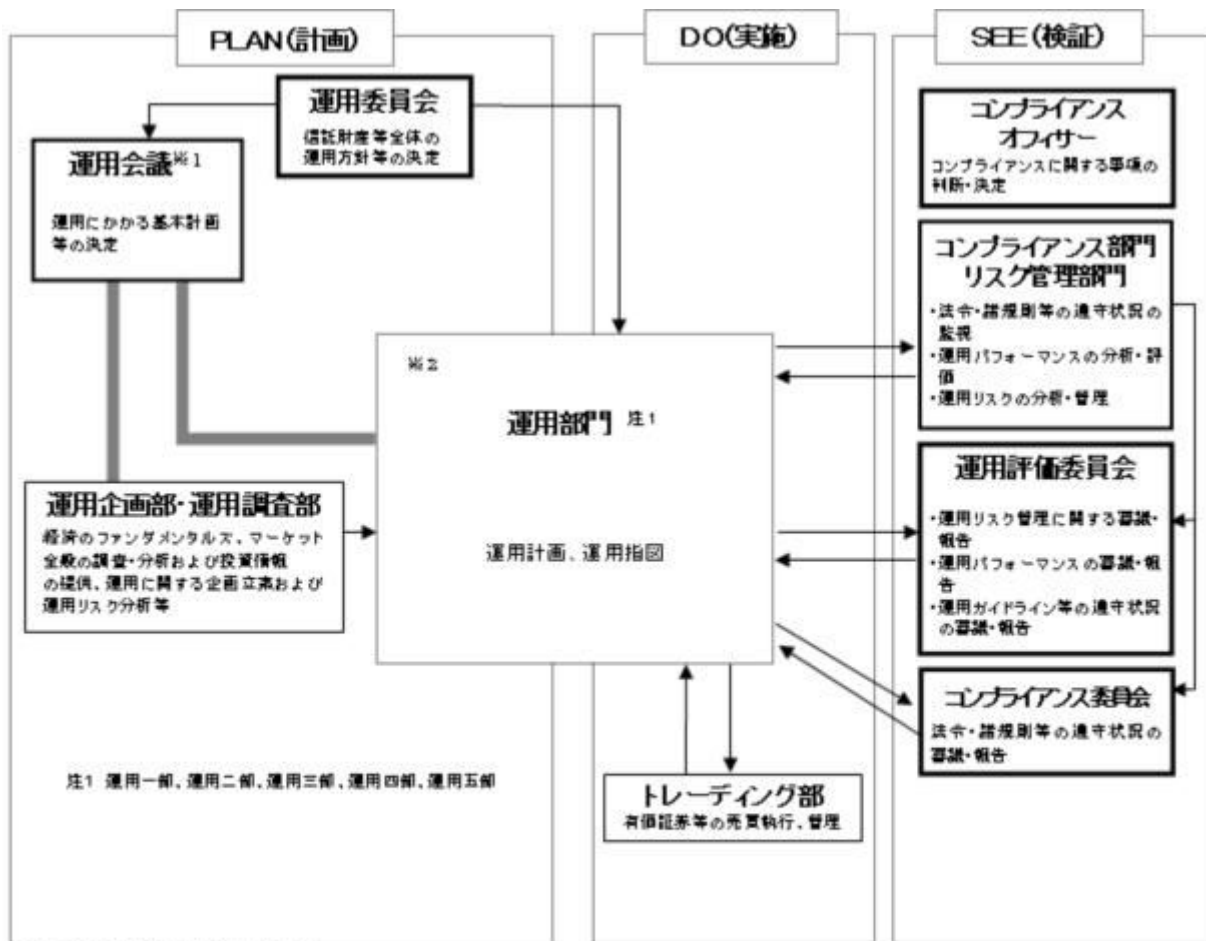 PLAN(計画)
運用委員会
信託財産等全体の
運用方針等の決定
運用会議※1
運用にかかる基本計画
等の決定
運用企画部・運用調査部
経済のファンダメンタルズ、マーケット
全般の調査・分析および投資情報
の提供、運用に関する企画立案および
運用リスク分析等
注1 運用一部、運用二部、運用三部、運用四部、運用五部
DO(実施)
※2
運用部門 注1
運用計画、運用指図
トレーディング部
有価証券等の売買執行、管理
SEE(検証)
コンプライアンス
オフィサー
コンプライアンスに関する事項の
判断・決定
コンプライアンス部門
リスク管理部門
・法令・諸規則等の遵守状況の
監視
・運用パフォーマンスの分析・評
価
・運用リスクの分析・管理
運用評価委員会
・運用リスク管理に関する審議・
報告
・運用パフォーマンスの審議・報
告
・運用ガイドライン等の遵守状況
の審議・報告
コンプライアンス委員会
法令・諸規則等の遵守状況の
審議・報告